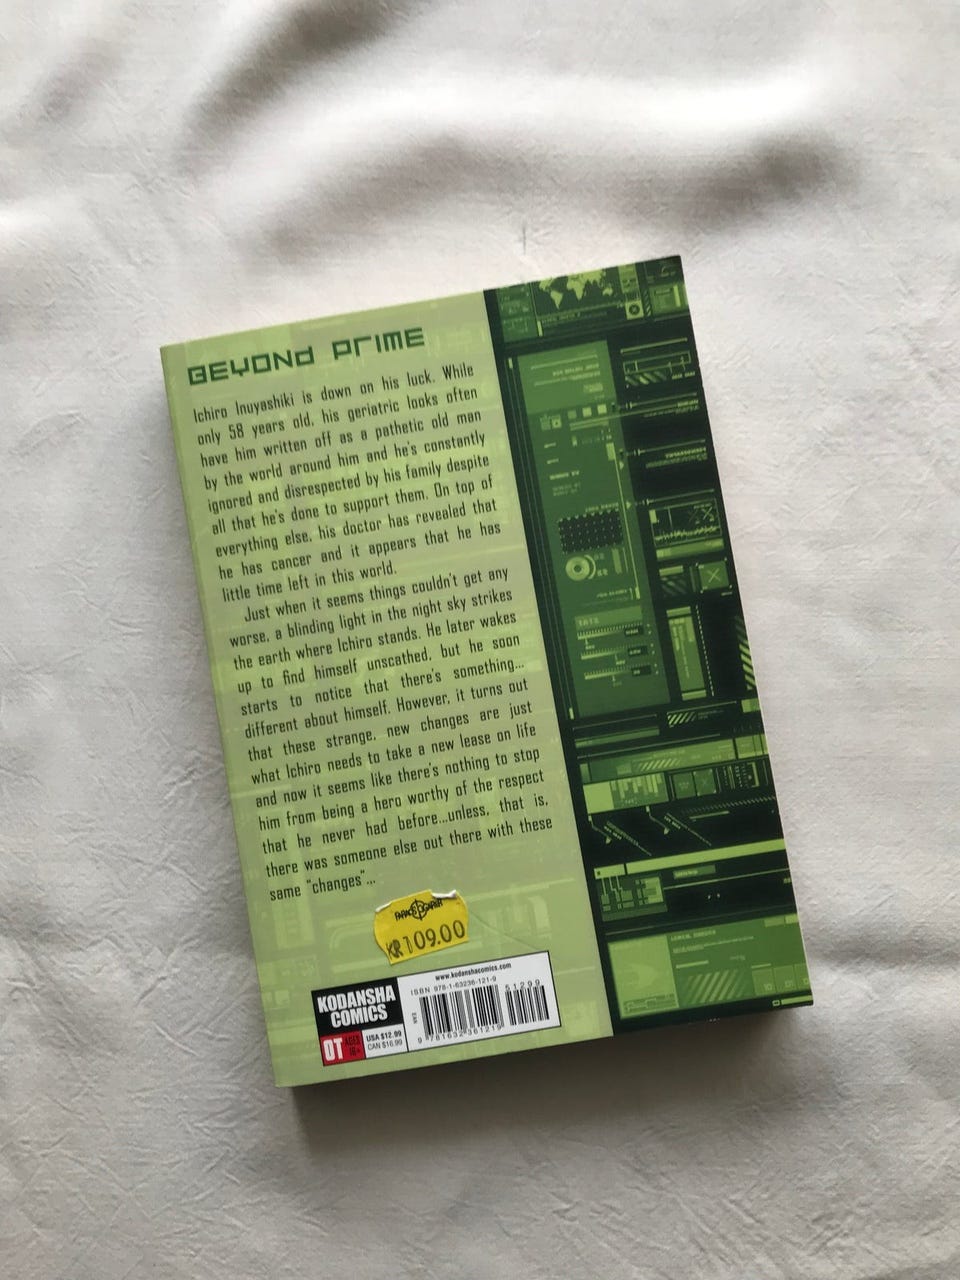 BEYOND PRIME
Ichiro Inuyashiki is down on his luck. While
only 58 years old, his geriatric looks often
have him written off as a pathetic old man
by the world around him and he's constantly
ignored and disrespected by his family despite
all that he's done to support them. On top of
everything else, his doctor has revealed that
he has cancer and it appears that he has
little time left in this world.
Just when it seems things couldn't get any
worse, a blinding light in the night sky strikes
the earth where Ichiro stands. He later wakes
up to find himself unscathed, but he soon
starts to notice that there's something...
different about himself. However, it turns out
that these strange, new changes are just
what Ichiro needs to take a new lease on life
and now it seems like there's nothing to stop
him from being a hero worthy of the respect
that he never had before...unless, that is,
there was someone else out there with these
same "changes"...
KR109.00
KODANSHA
COMICS
OT AGES
16+
USA $12.99
CAN $16.99
www.kodanshacomics.com
ISBN 978-1-63236-121-9
51299
EAN
9 781632 361219